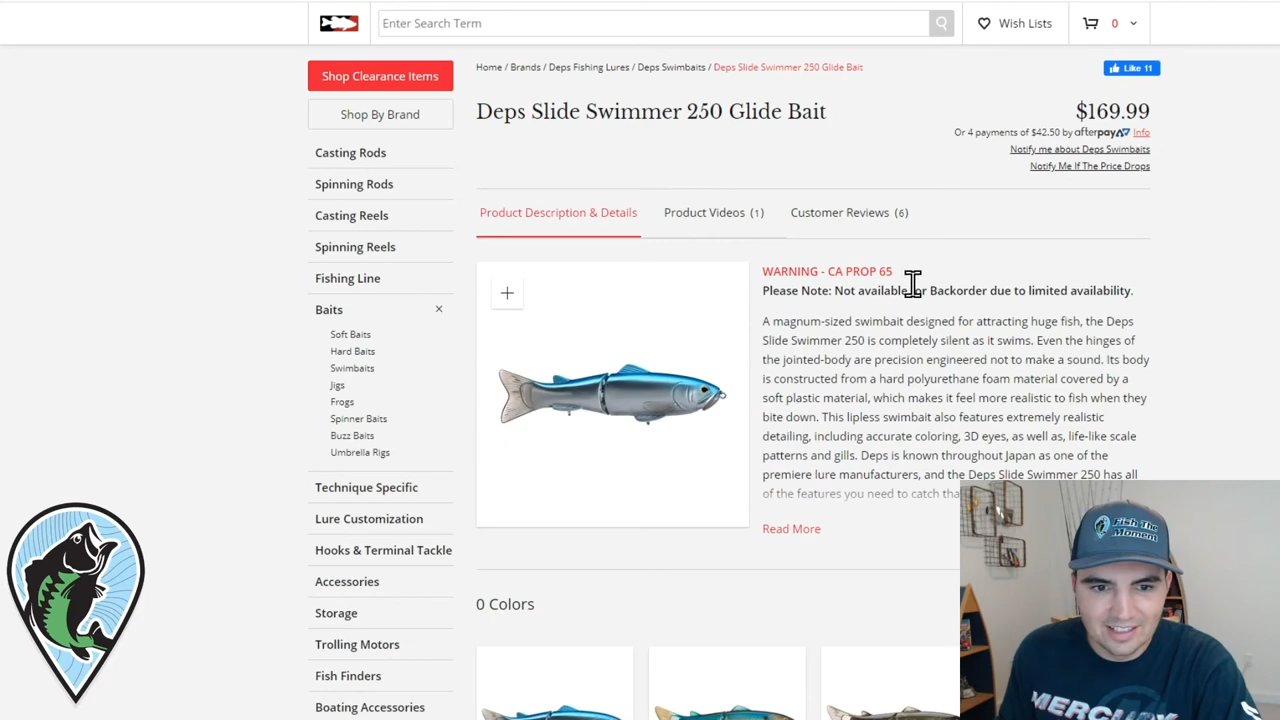 Enter Search Term
Wish Lists
0
Shop Clearance Items
Shop By Brand
Casting Rods
Spinning Rods
Casting Reels
Spinning Reels
Fishing Line
Baits
Soft Baits
Hard Baits
Swimbaits
Jigs
Frogs
Spinner Baits
Buzz Baits
Umbrella Rigs
Technique Specific
Lure Customization
Hooks & Terminal Tackle
Accessories
Storage
Trolling Motors
Fish Finders
Boating Accessories
Home / Brands / Deps Fishing Lures / Deps Swimbaits / Deps Slide Swimmer 250 Glide Bait
Like 11
Deps Slide Swimmer 250 Glide Bait
$169.99
Or 4 payments of $42.50 by afterpay Info
Notify me about Deps Swimbaits
Notify Me If The Price Drops
Product Description & Details
Product Videos (1)
Customer Reviews (6)
WARNING - CA PROP 65
Please Note: Not available Backorder due to limited availability.
A magnum-sized swimbait designed for attracting huge fish, the Deps
Slide Swimmer 250 is completely silent as it swims. Even the hinges of
the jointed-body are precision engineered not to make a sound. Its body
is constructed from a hard polyurethane foam material covered by a
soft plastic material, which makes it feel more realistic to fish when they
bite down. This lipless swimbait also features extremely realistic
detailing, including accurate coloring, 3D eyes, as well as, life-like scale
patterns and gills. Deps is known throughout Japan as one of the
premiere lure manufacturers, and the Deps Slide Swimmer 250 has all
of the features you need to catch
Read More
0 Colors
Fish The
Moment
MERCURY